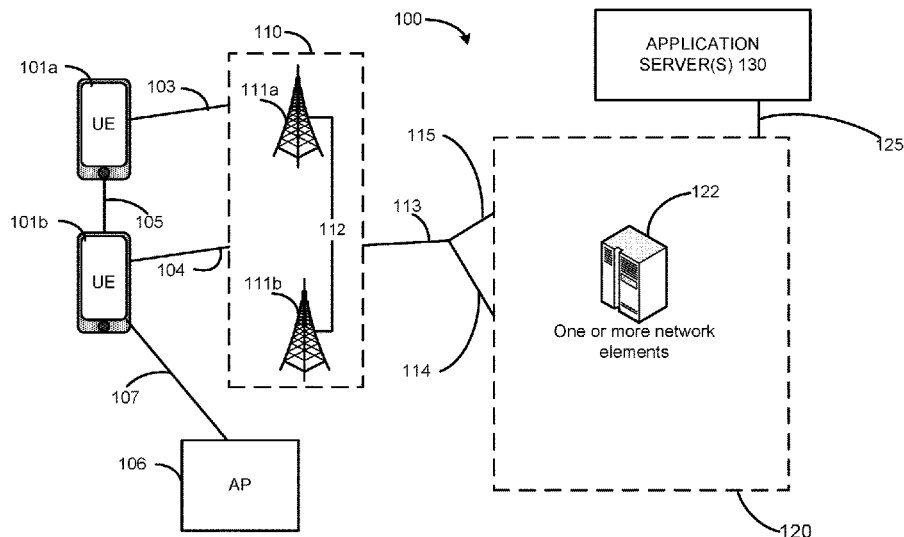 100
110
APPLICATION
SERVER(S) 130
101a
103
111a
UE
115
125
105
113
122
101b
112
104
111b
UE
One or more network
elements
114
107
106
AP
120